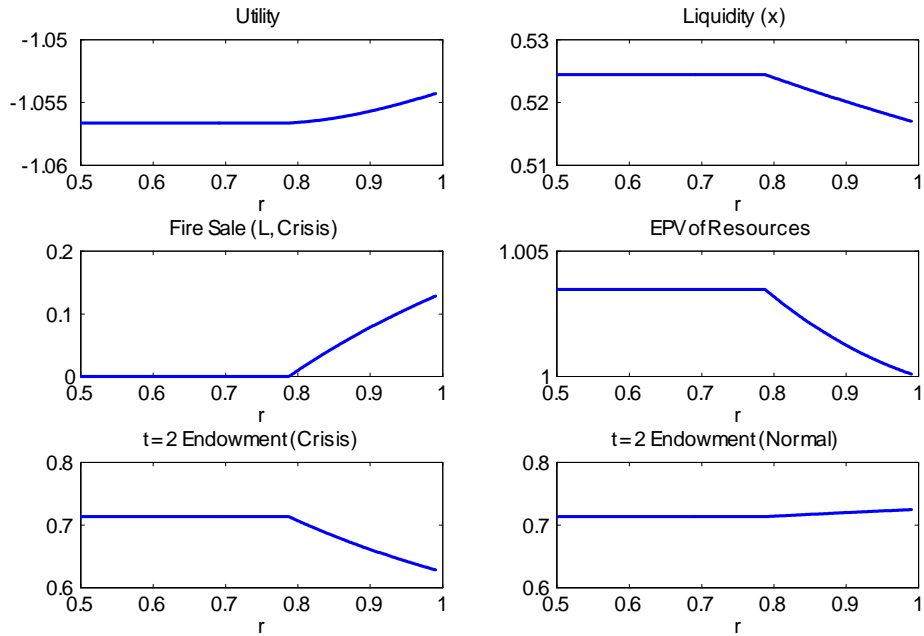 Utility
-1.05
-1.055
-1.06
0.5 0.6 0.7 0.8 0.9 1
r
Liquidity (x)
0.53
0.52
0.51
0.5 0.6 0.7 0.8 0.9 1
r
Fire Sale (L, Crisis)
0.2
0.1
0
0.5 0.6 0.7 0.8 0.9 1
r
EPV of Resources
1.005
1
0.5 0.6 0.7 0.8 0.9 1
r
t = 2 Endowment (Crisis)
0.8
0.7
0.6
0.5 0.6 0.7 0.8 0.9 1
r
t = 2 Endowment (Normal)
0.8
0.7
0.6
0.5 0.6 0.7 0.8 0.9 1
r